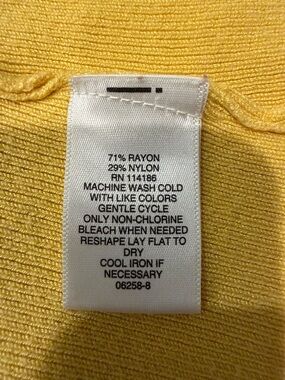 71% RAYON
29% NYLON
RN 114186
MACHINE WASH COLD
WITH LIKE COLORS
GENTLE CYCLE
ONLY NON-CHLORINE
BLEACH WHEN NEEDED
RESHAPE LAY FLAT TO
DRY
COOL IRON IF
NECESSARY
06258-8